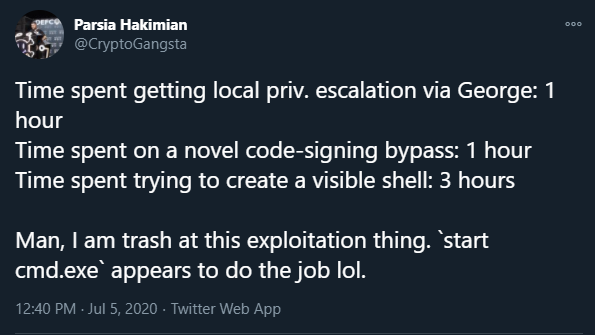 Parsia Hakimian
@CryptoGangsta
Time spent getting local priv. escalation via George: 1
hour
Time spent on a novel code-signing bypass: 1 hour
Time spent trying to create a visible shell: 3 hours
Man, I am trash at this exploitation thing. `start
cmd.exe` appears to do the job lol.
12:40 PM · Jul 5, 2020 · Twitter Web App